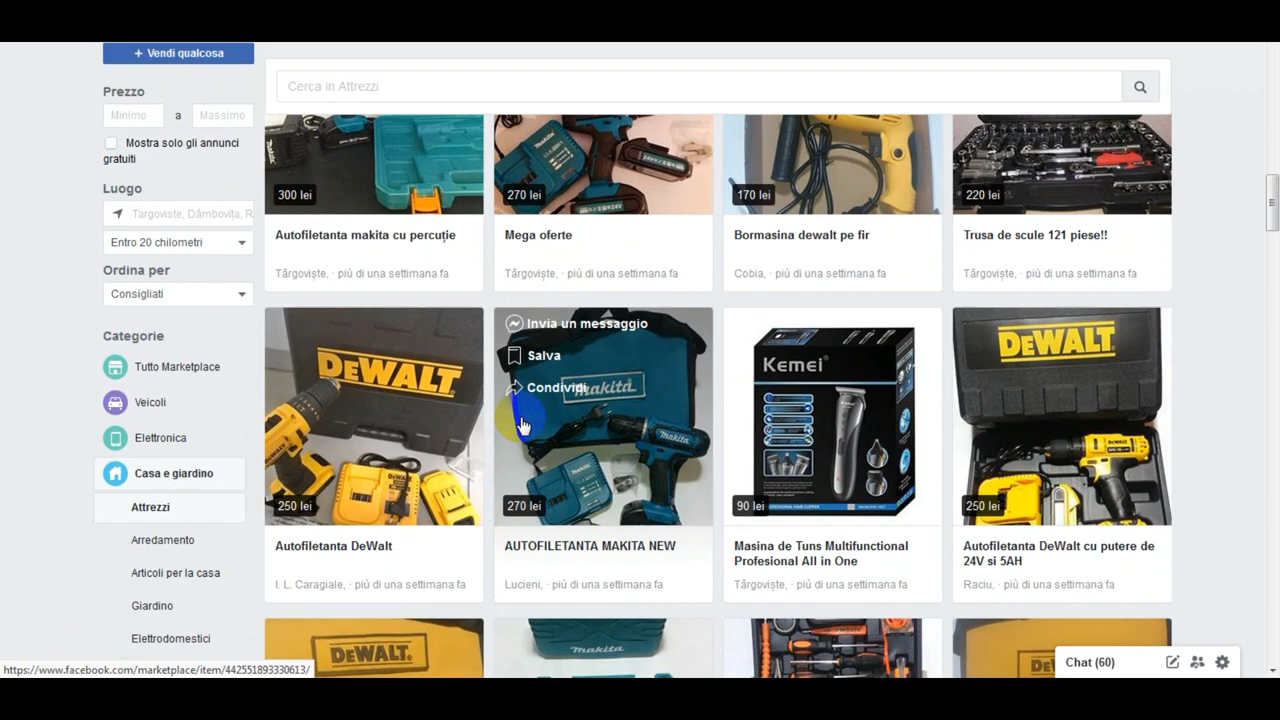 + Vendi qualcosa
Cerca in Attrezzi
Prezzo
Minimo a Massimo
Mostra solo gli annunci
gratuiti
Luogo
Targoviste, Dâmbovița, R
Entro 20 chilometri
Ordina per
Consigliati
Categorie
Tutto Marketplace
Veicoli
Elettronica
Casa e giardino
Attrezzi
Arredamento
Articoli per la casa
Giardino
Elettrodomestici
300 lei
Autofiletanta makita cu percuție
Târgoviște, · più di una settimana fa
270 lei
Mega oferte
Târgoviște, · più di una settimana fa
170 lei
Bormasina dewalt pe fir
Cobia, · più di una settimana fa
220 lei
Trusa de scule 121 piese!!
Târgoviște, · più di una settimana fa
DEWALT
250 lei
Autofiletanta DeWalt
I. L. Caragiale, · più di una settimana fa
Invia un messaggio
Salva
Condividi
makita
makita
270 lei
AUTOFILETANTA MAKITA NEW
Lucieni, · più di una settimana fa
KEMEI
90 lei
Masina de Tuns Multifunctional
Profesional All in One
Târgoviște, · più di una settimana fa
DEWALT
250 lei
Autofiletanta DeWalt cu putere de
24V si 5AH
Raciu, · più di una settimana fa
DEWALT
makita
Chat (60)
https://www.facebook.com/marketplace/item/442551893330613/